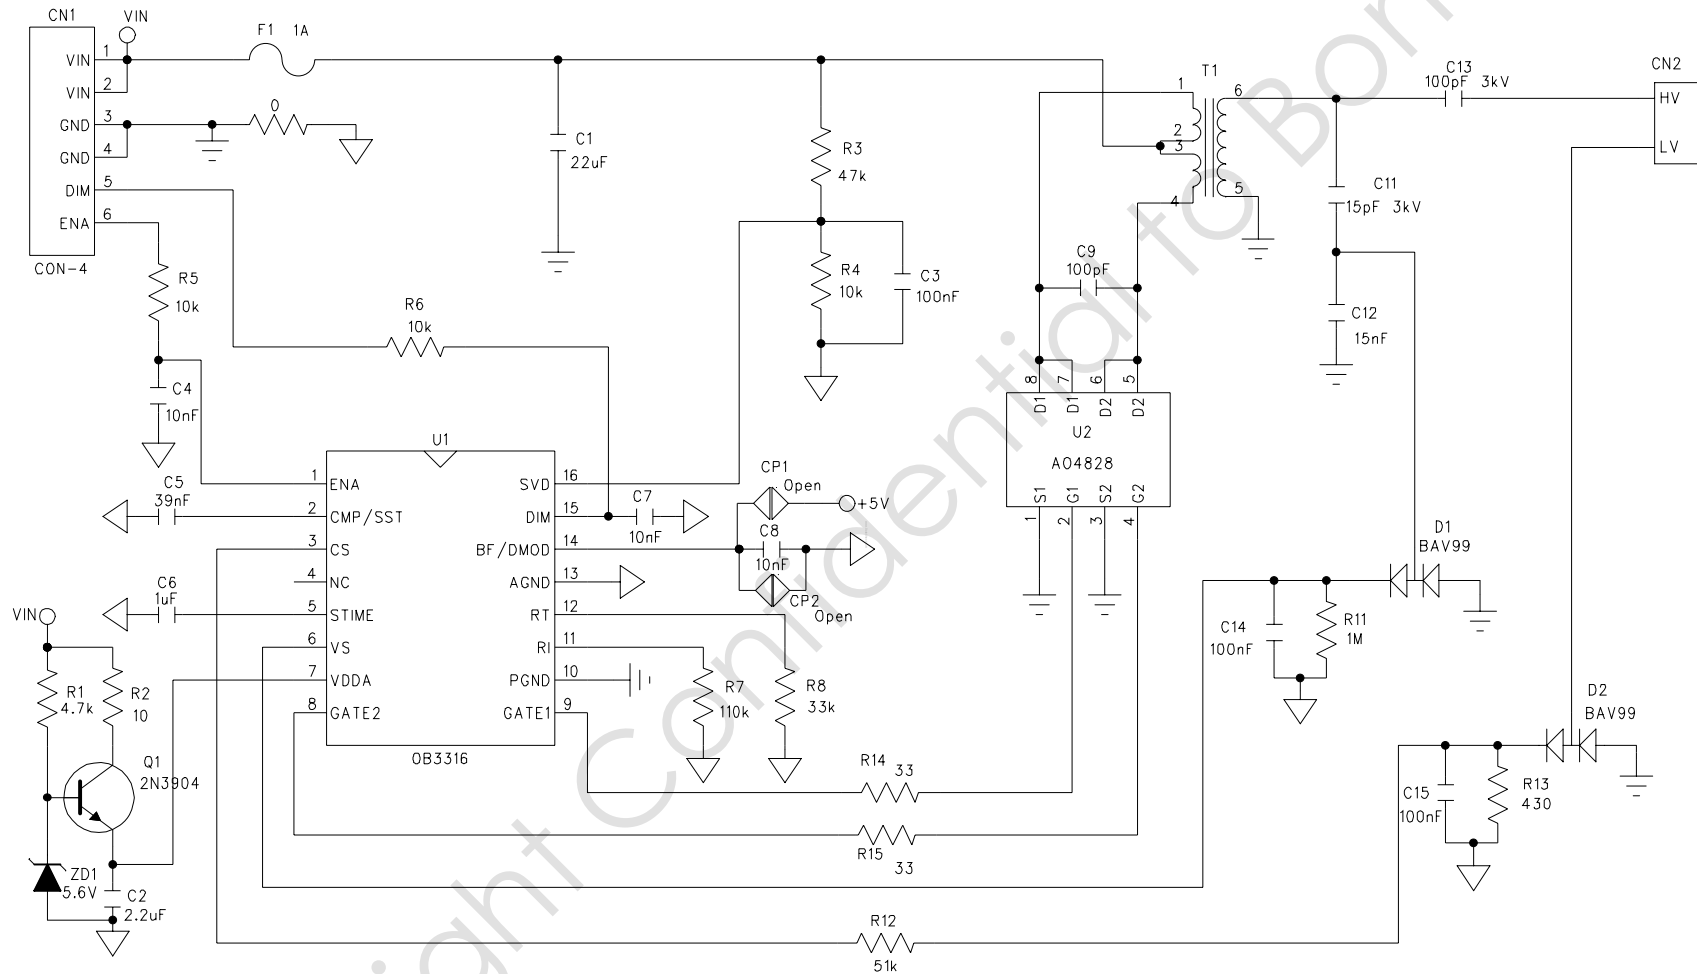 CN1
VIN
F1 1A
VIN 1
VIN 2
GND 3
GND 4
DIM 5
ENA 6
CON-4
0
C1
22uF
R3
47k
R4
10k
C3
100nF
R5
10k
R6
10k
C4
10nF
T1
1
2
3
4
6
5
C13
100pF 3kV
CN2
HV
LV
C11
15pF 3kV
C12
15nF
C9
100pF
8 7 6 5
D1 D1 D2 D2
U2
AO4828
S1 G1 S2 G2
1 2 3 4
U1
1 ENA
2 CMP/SST
3 CS
4 NC
5 STIME
6 VS
7 VDDA
8 GATE2
SVD 16
DIM 15
BF/DMOD 14
AGND 13
RT 12
RI 11
PGND 10
GATE1 9
OB3316
C5
39nF
C6
1uF
C7
10nF
CP1
Open
+5V
C8
10nF
CP2
Open
R7
110k
R8
33k
D1
BAV99
C14
100nF
R11
1M
D2
BAV99
C15
100nF
R13
430
VIN
R1
4.7k
R2
10
Q1
2N3904
ZD1
5.6V
C2
2.2uF
R14
33
R15
33
R12
51k
ight Confidential to Bor